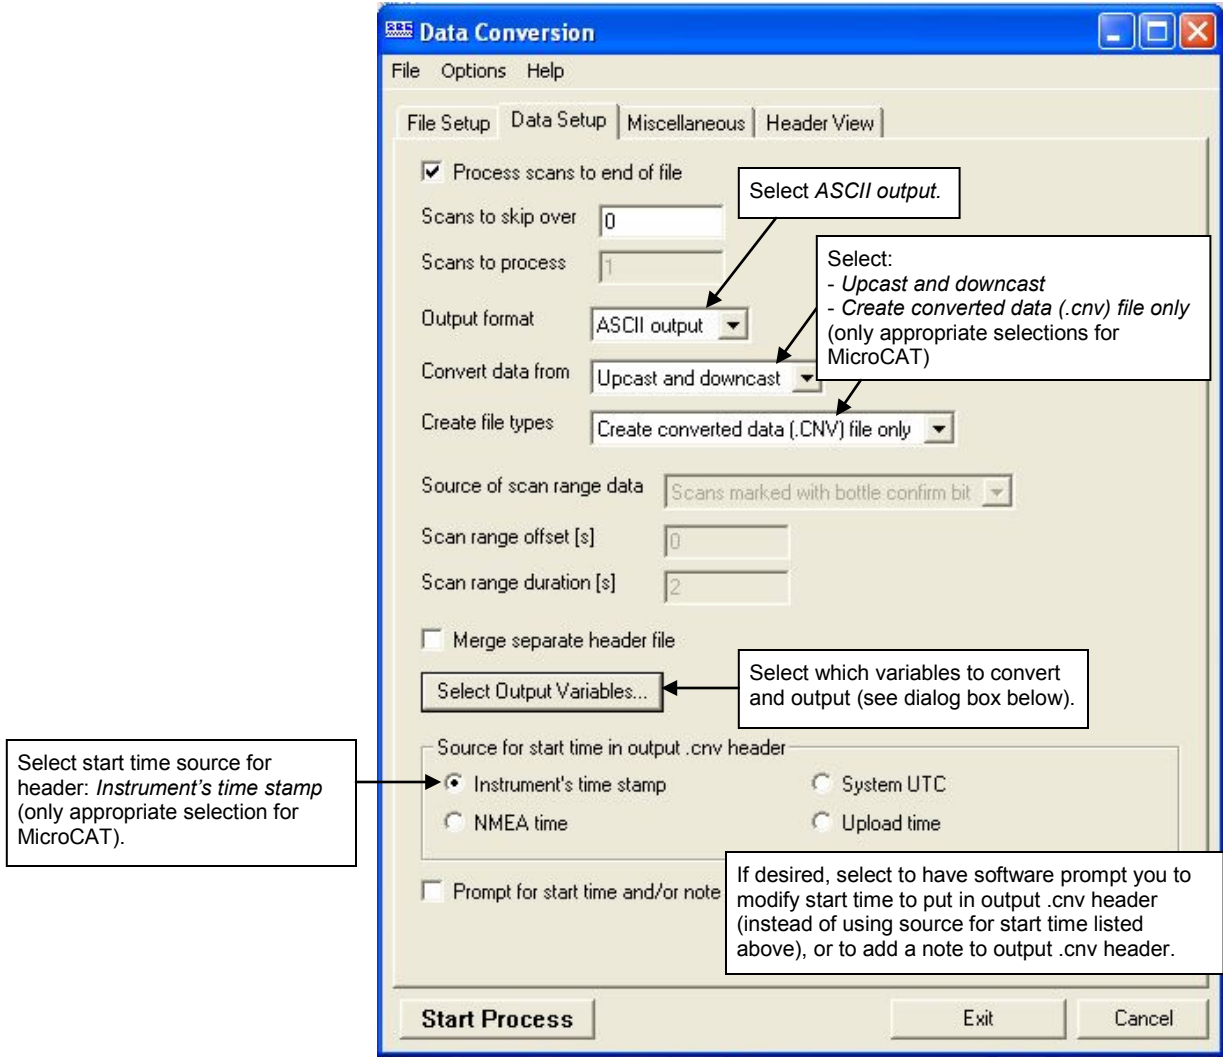 Data Conversion
File Options Help
File Setup Data Setup Miscellaneous Header View
Process scans to end of file
Select ASCII output.
Scans to skip over 0
Scans to process 1
Select:
- Upcast and downcast
- Create converted data (.cnv) file only
(only appropriate selections for
MicroCAT)
Output format ASCII output
Convert data from Upcast and downcast
Create file types Create converted data (.CNV) file only
Source of scan range data Scans marked with bottle confirm bit
Scan range offset [s] 0
Scan range duration [s] 2
Merge separate header file
Select Output Variables...
Select which variables to convert
and output (see dialog box below).
Source for start time in output .cnv header
Select start time source for
header: Instrument's time stamp
(only appropriate selection for
MicroCAT).
Instrument's time stamp System UTC
NMEA time Upload time
Prompt for start time and/or note
If desired, select to have software prompt you to
modify start time to put in output .cnv header
(instead of using source for start time listed
above), or to add a note to output .cnv header.
Start Process Exit Cancel